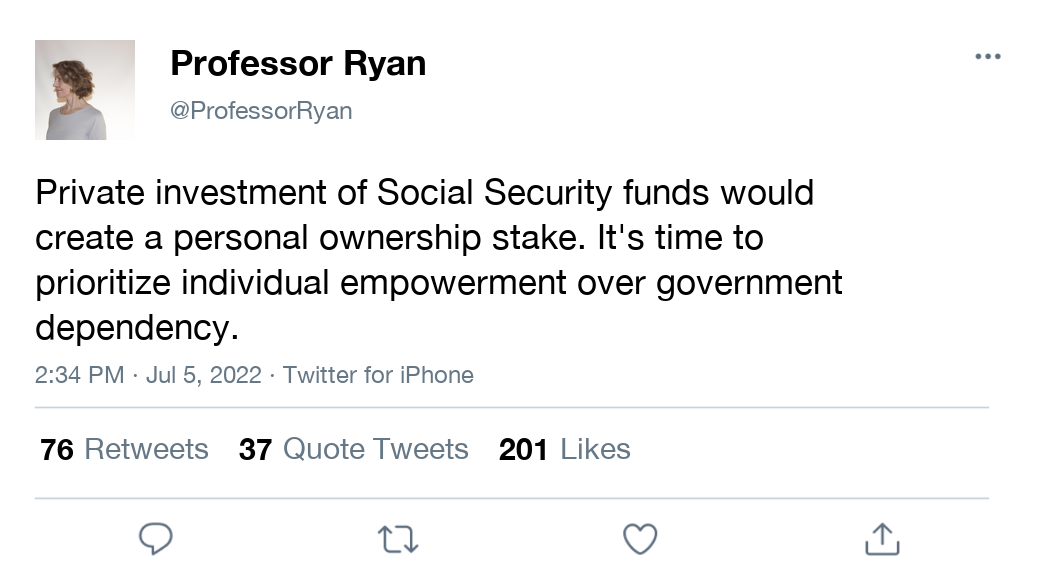 Professor Ryan
@ProfessorRyan
Private investment of Social Security funds would
create a personal ownership stake. It's time to
prioritize individual empowerment over government
dependency.
2:34 PM · Jul 5, 2022 · Twitter for iPhone
76 Retweets 37 Quote Tweets 201 Likes